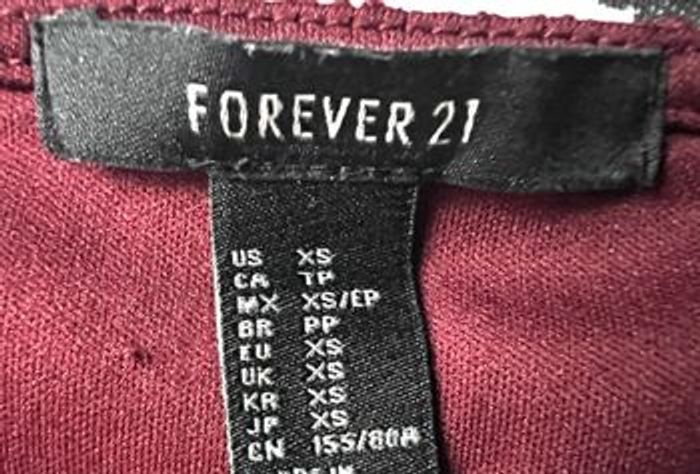 FOREVER 21
US XS
CA TP
MX XS/EP
BR PP
EU XS
UK XS
KR XS
JP XS
CN 155/80A